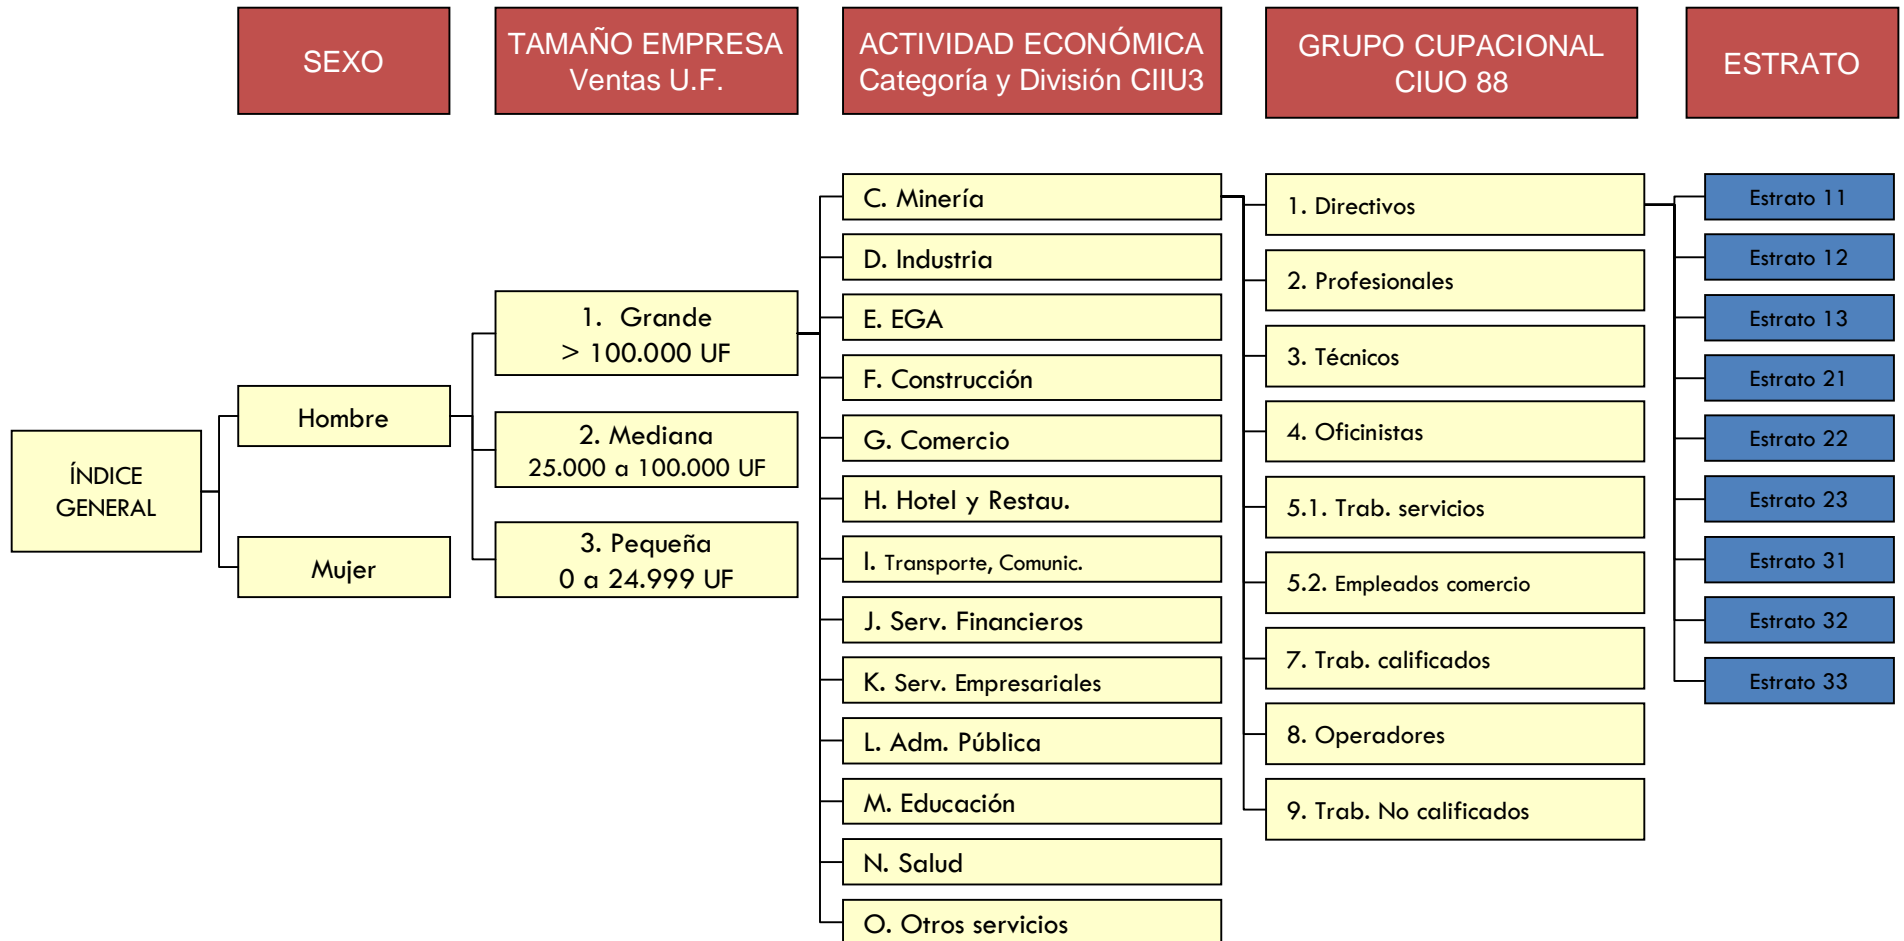 SEXO
TAMAÑO EMPRESA
Ventas U.F.
ACTIVIDAD ECONÓMICA
Categoría y División CIIU3
GRUPO CUPACIONAL
CIUO 88
ESTRATO
ÍNDICE
GENERAL
Hombre
Mujer
1. Grande
> 100.000 UF
2. Mediana
25.000 a 100.000 UF
3. Pequeña
0 a 24.999 UF
C. Minería
D. Industria
E. EGA
F. Construcción
G. Comercio
H. Hotel y Restau.
I. Transporte, Comunic.
J. Serv. Financieros
K. Serv. Empresariales
L. Adm. Pública
M. Educación
N. Salud
O. Otros servicios
1. Directivos
2. Profesionales
3. Técnicos
4. Oficinistas
5.1. Trab. servicios
5.2. Empleados comercio
7. Trab. calificados
8. Operadores
9. Trab. No calificados
Estrato 11
Estrato 12
Estrato 13
Estrato 21
Estrato 22
Estrato 23
Estrato 31
Estrato 32
Estrato 33